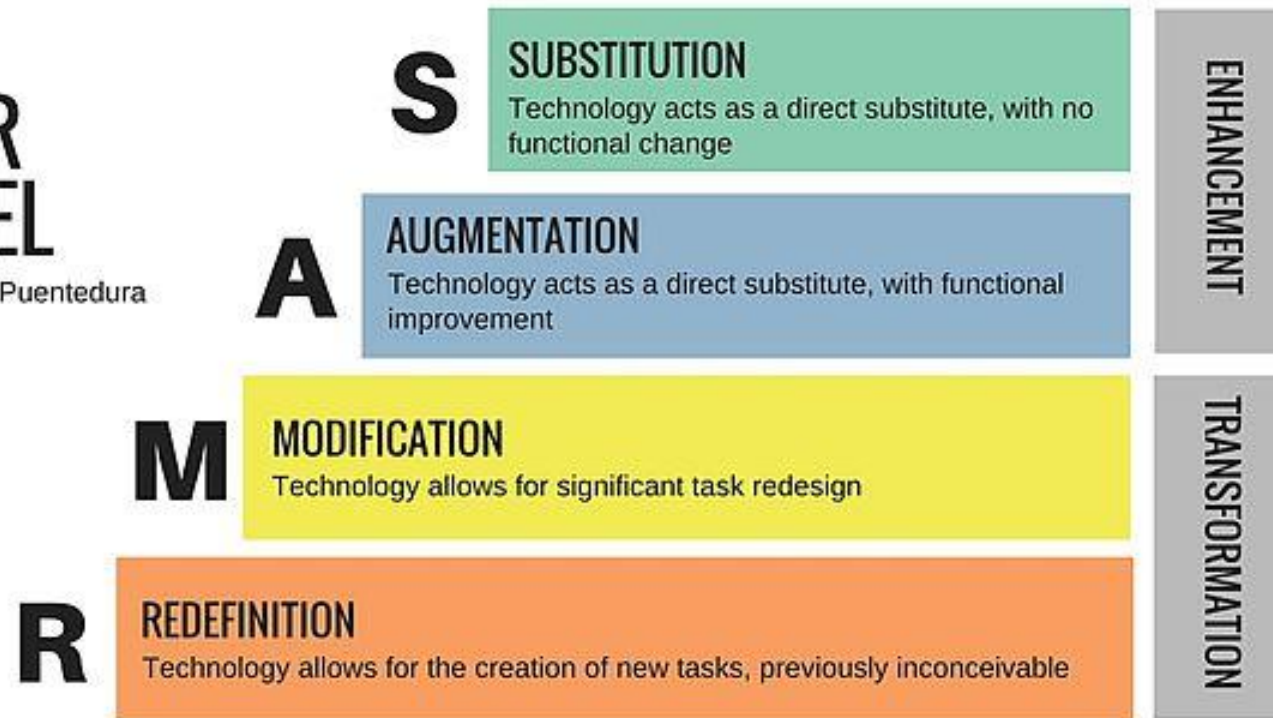 S
SUBSTITUTION
Technology acts as a direct substitute, with no
functional change
R
EL
Puentedura
A
AUGMENTATION
Technology acts as a direct substitute, with functional
improvement
ENHANCEMENT
M
MODIFICATION
Technology allows for significant task redesign
R
REDEFINITION
Technology allows for the creation of new tasks, previously inconceivable
TRANSFORMATION